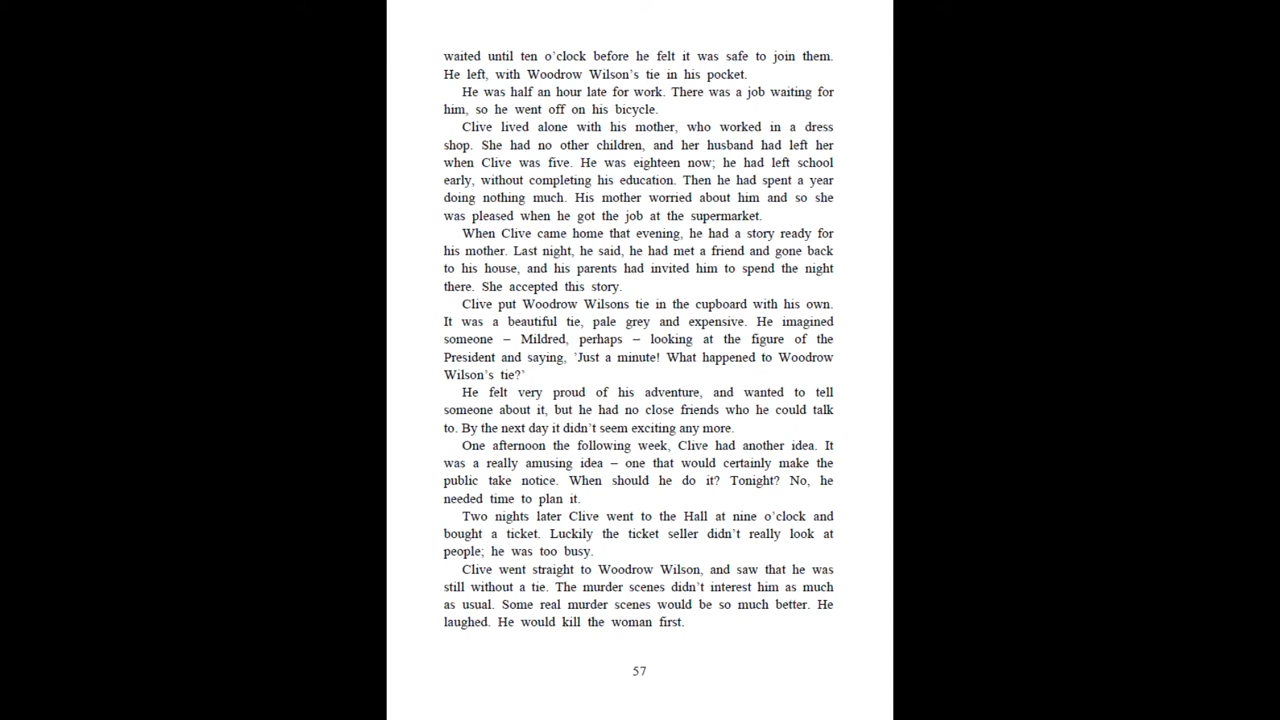 waited until ten o’clock before he felt it was safe to join them.
He left, with Woodrow Wilson’s tie in his pocket.
He was half an hour late for work. There was a job waiting for
him, so he went off on his bicycle.
Clive lived alone with his mother, who worked in a dress
shop. She had no other children, and her husband had left her
when Clive was five. He was eighteen now; he had left school
early, without completing his education. Then he had spent a year
doing nothing much. His mother worried about him and so she
was pleased when he got the job at the supermarket.
When Clive came home that evening, he had a story ready for
his mother. Last night, he said, he had met a friend and gone back
to his house, and his parents had invited him to spend the night
there. She accepted this story.
Clive put Woodrow Wilsons tie in the cupboard with his own.
It was a beautiful tie, pale grey and expensive. He imagined
someone – Mildred, perhaps – looking at the figure of the
President and saying, ’Just a minute! What happened to Woodrow
Wilson’s tie?’
He felt very proud of his adventure, and wanted to tell
someone about it, but he had no close friends who he could talk
to. By the next day it didn’t seem exciting any more.
One afternoon the following week, Clive had another idea. It
was a really amusing idea – one that would certainly make the
public take notice. When should he do it? Tonight? No, he
needed time to plan it.
Two nights later Clive went to the Hall at nine o’clock and
bought a ticket. Luckily the ticket seller didn’t really look at
people; he was too busy.
Clive went straight to Woodrow Wilson, and saw that he was
still without a tie. The murder scenes didn’t interest him as much
as usual. Some real murder scenes would be so much better. He
laughed. He would kill the woman first.
57